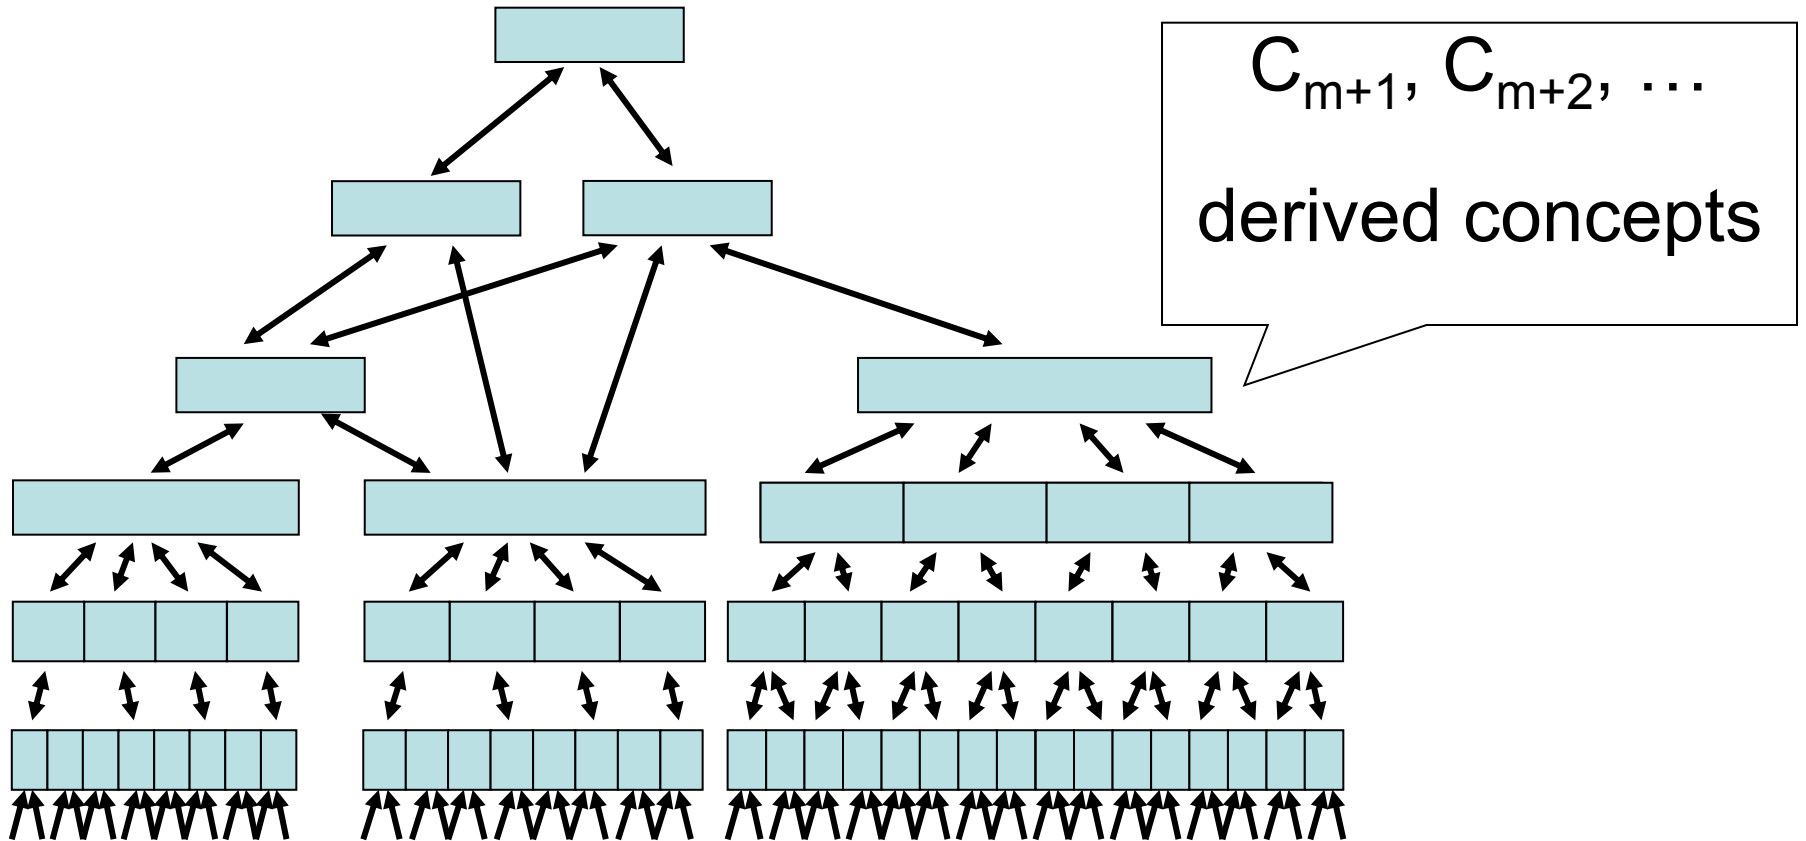 Cm+1, Cm+2, …
derived concepts